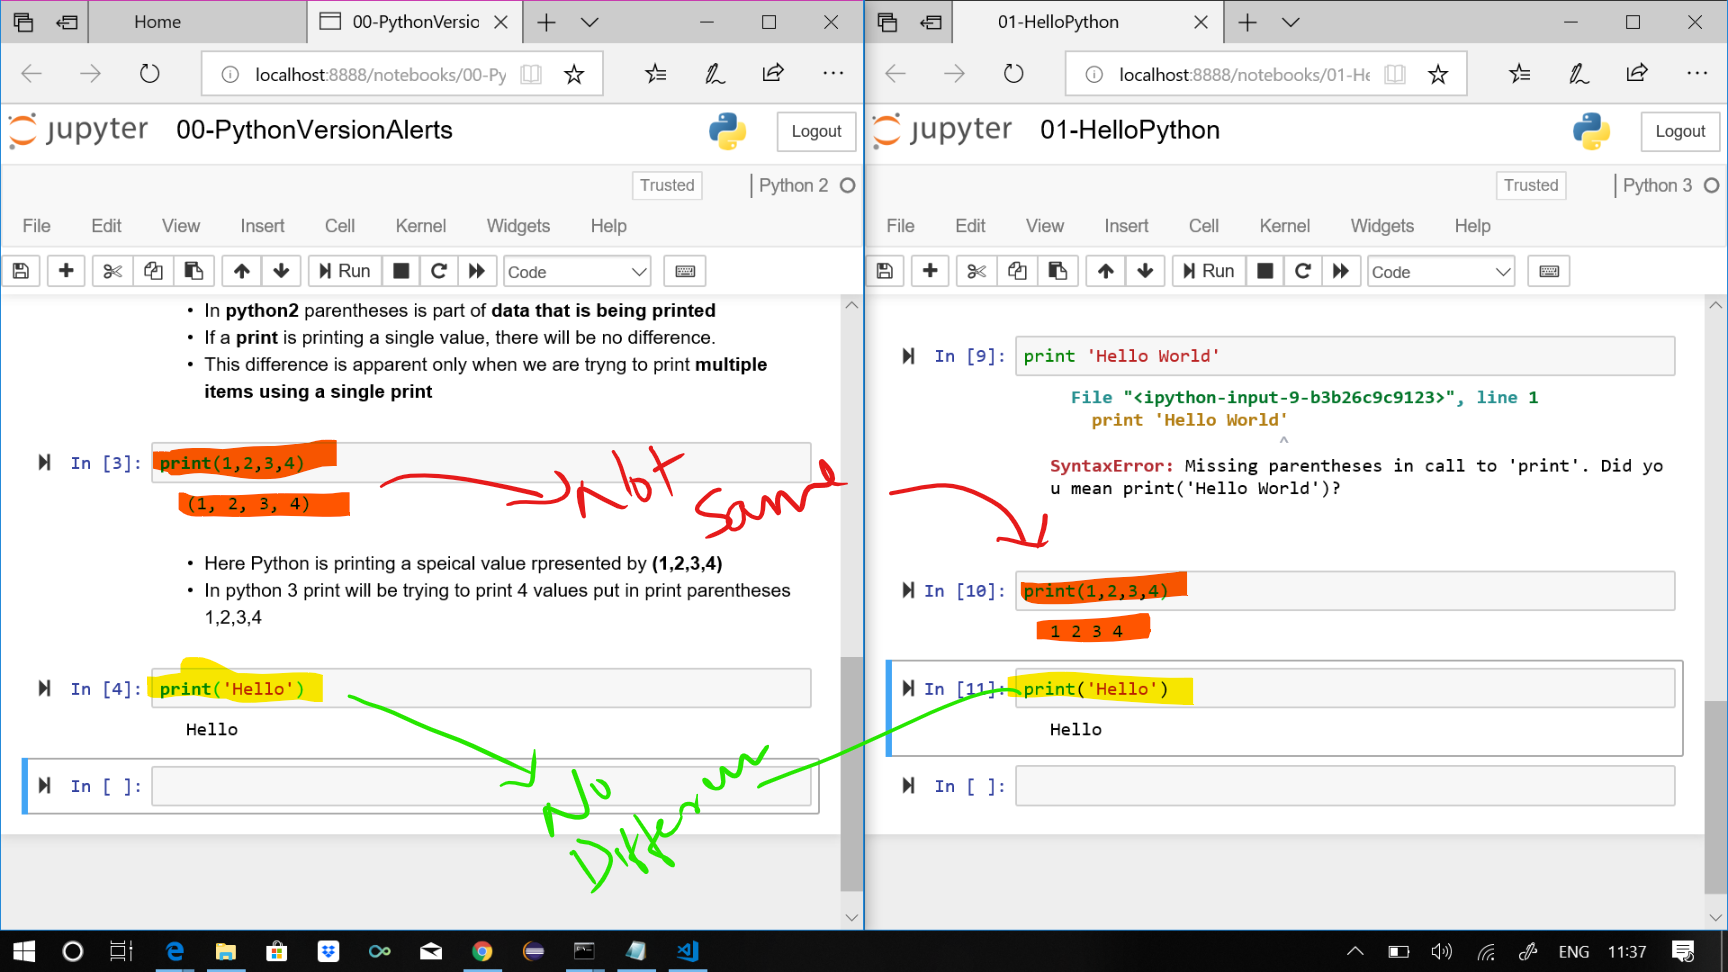 Home
00-PythonVersio
01-HelloPython
localhost:8888/notebooks/00-Py
localhost:8888/notebooks/01-He
jupyter 00-PythonVersionAlerts
Logout
jupyter 01-HelloPython
Logout
Trusted
Python 2
Trusted
Python 3
File Edit View Insert Cell Kernel Widgets Help
File Edit View Insert Cell Kernel Widgets Help
Run
Code
Run
Code
• In python2 parentheses is part of data that is being printed
• If a print is printing a single value, there will be no difference.
• This difference is apparent only when we are tryng to print multiple
items using a single print
In [3]: print(1,2,3,4)
(1, 2, 3, 4)
Not
Same
• Here Python is printing a speical value rpresented by (1,2,3,4)
• In python 3 print will be trying to print 4 values put in print parentheses
1,2,3,4
In [4]: print('Hello')
Hello
In [ ]:
No
In [9]: print 'Hello World'
File "<ipython-input-9-b3b26c9c9123>", line 1
print 'Hello World'
^
SyntaxError: Missing parentheses in call to 'print'. Did yo
u mean print('Hello World')?
In [10]: print(1,2,3,4)
1 2 3 4
In [11]: print('Hello')
Hello
In [ ]:
ENG
11:37